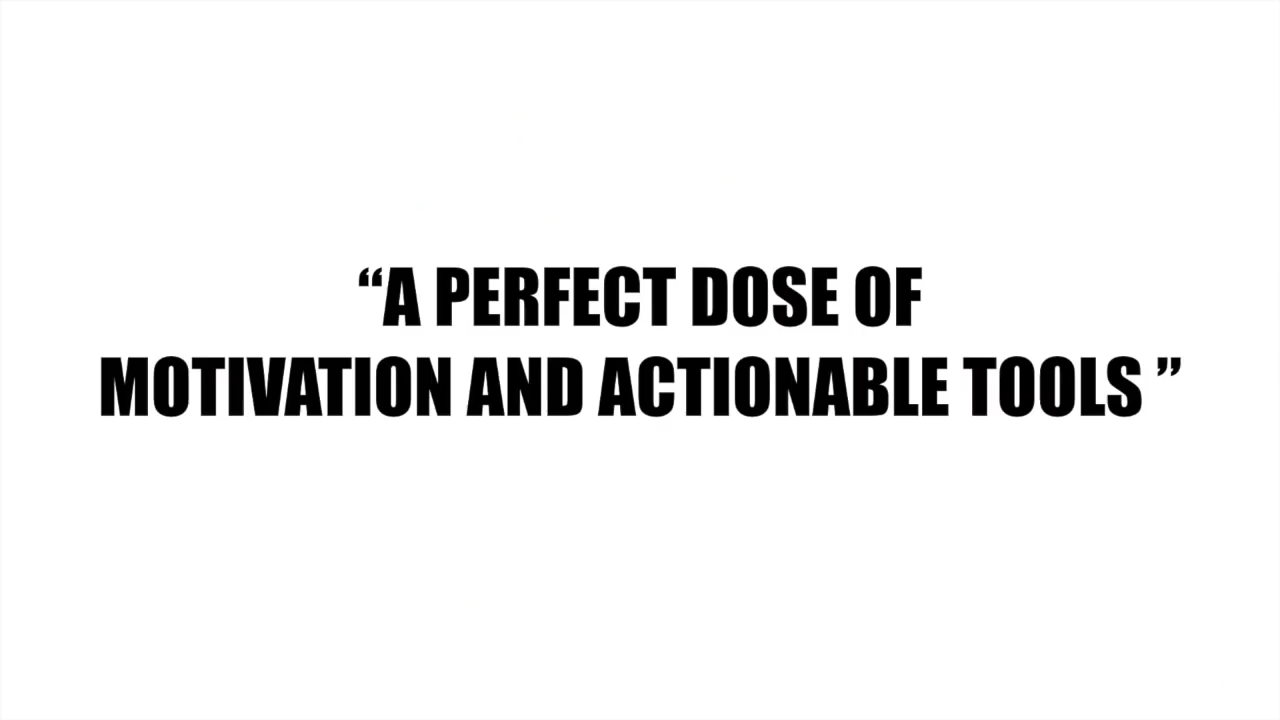 “A PERFECT DOSE OF
MOTIVATION AND ACTIONABLE TOOLS ”